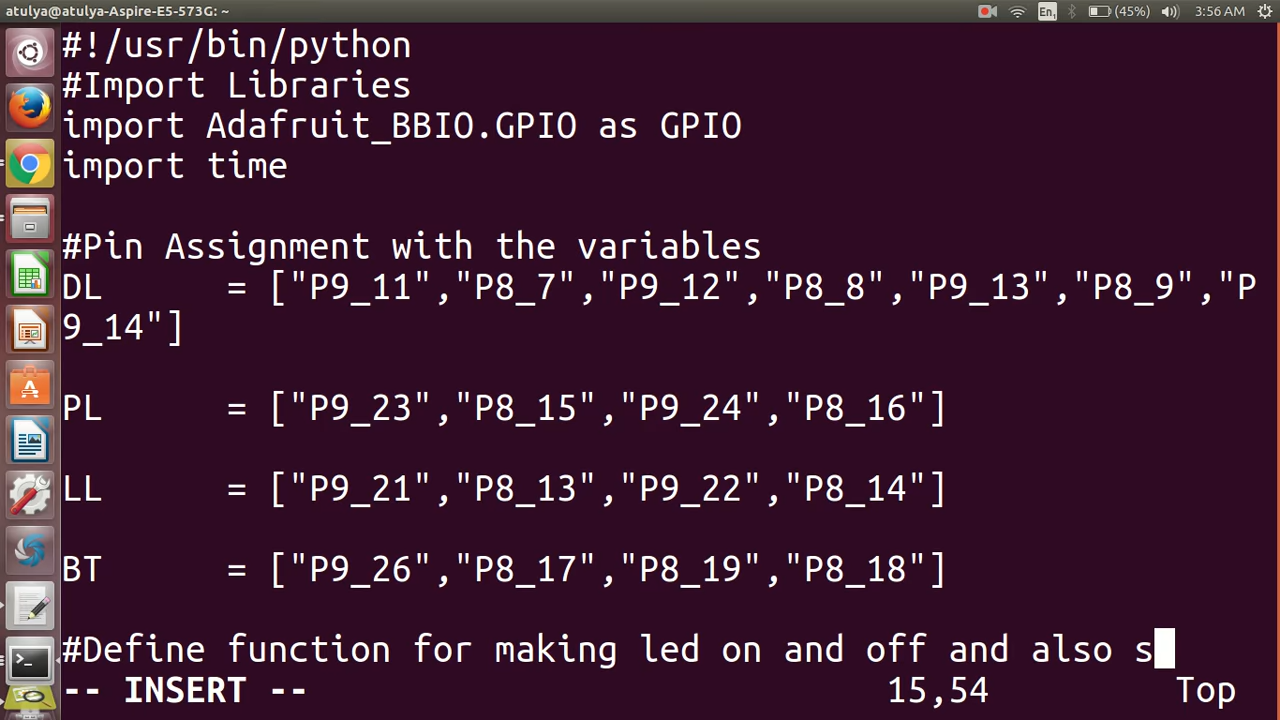 atulya@atulya-Aspire-E5-573G: ~ En₁ (45%) 3:56 AM
#!/usr/bin/python
#Import Libraries
import Adafruit_BBIO.GPIO as GPIO
import time
#Pin Assignment with the variables
DL      = ["P9_11","P8_7","P9_12","P8_8","P9_13","P8_9","P
9_14"]
PL      = ["P9_23","P8_15","P9_24","P8_16"]
LL      = ["P9_21","P8_13","P9_22","P8_14"]
BT      = ["P9_26","P8_17","P8_19","P8_18"]
#Define function for making led on and off and also s
-- INSERT -- 15,54 Top